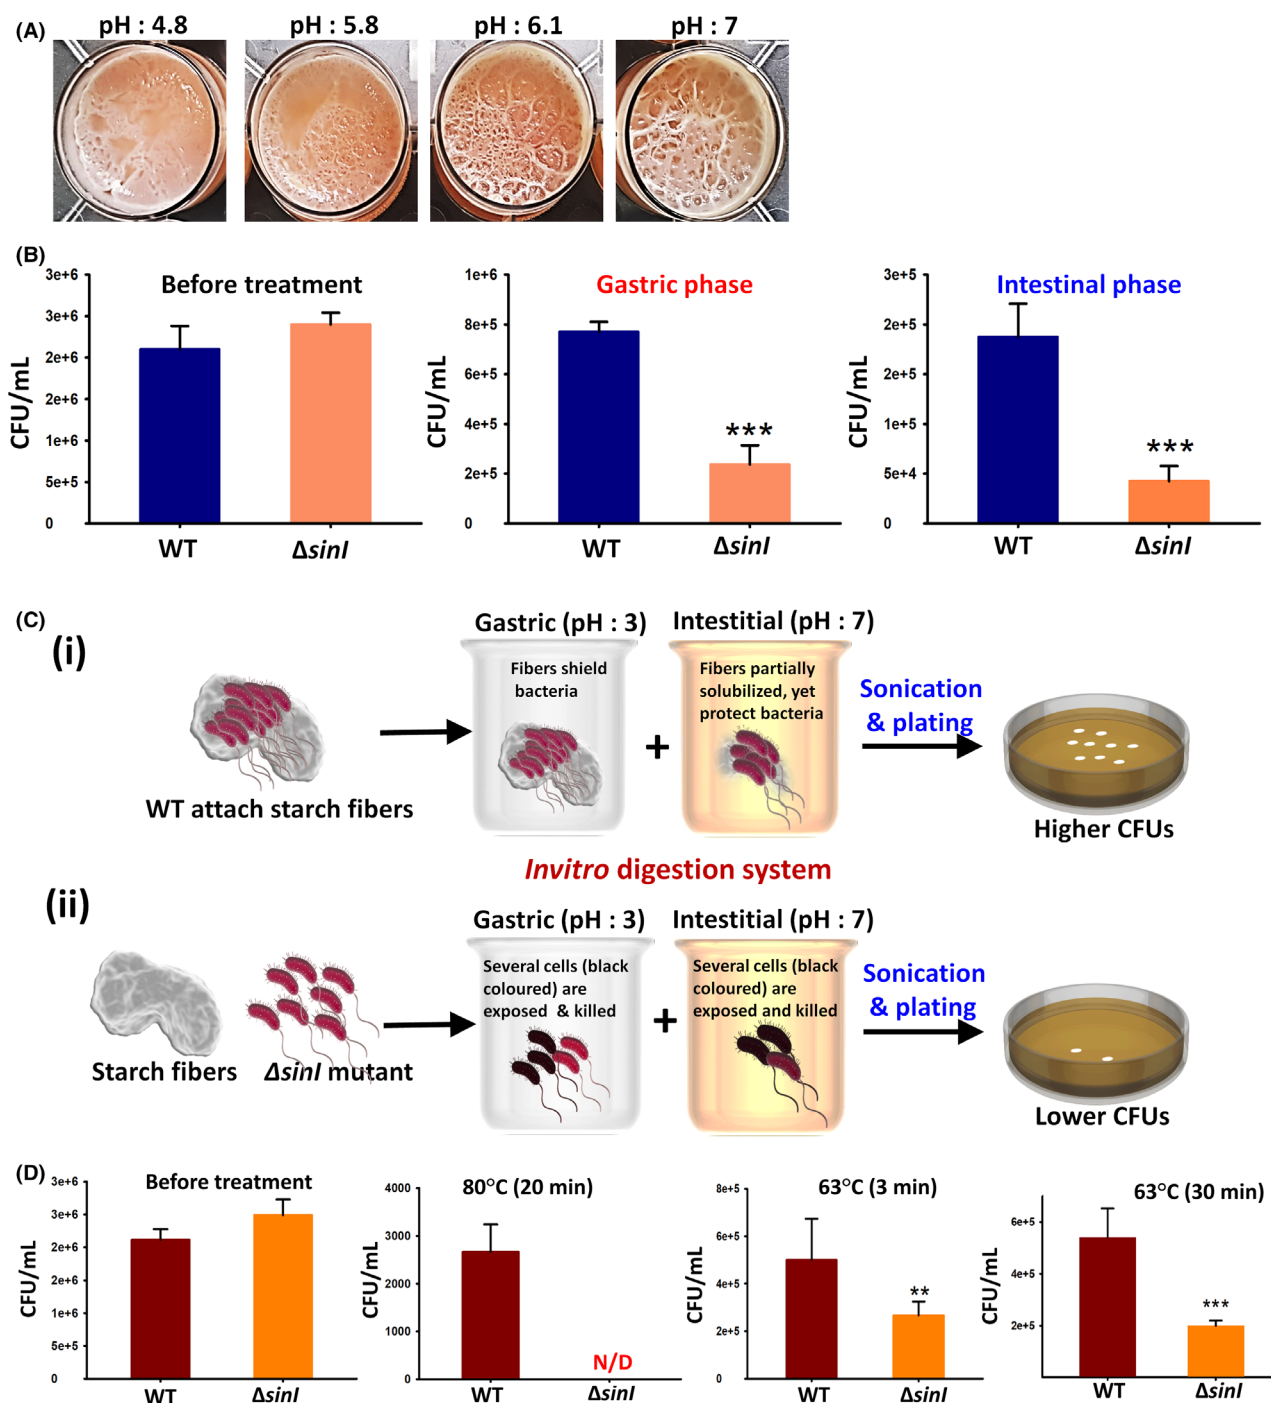 (A)
pH : 4.8
pH : 5.8
pH : 6.1
pH : 7
(B)
Before treatment
CFU/mL
3e+6
3e+6
2e+6
2e+6
1e+6
5e+5
0
WT
ΔsinI
Gastric phase
CFU/mL
1e+6
8e+5
6e+5
4e+5
2e+5
0
***
WT
ΔsinI
Intestinal phase
CFU/mL
3e+5
2e+5
2e+5
1e+5
5e+4
0
***
WT
ΔsinI
(C)
(i)
WT attach starch fibers
Gastric (pH : 3)
Fibers shield
bacteria
+
Intestitial (pH : 7)
Fibers partially
solubilized, yet
protect bacteria
Sonication
& plating
Higher CFUs
Invitro digestion system
(ii)
Starch fibers
ΔsinI mutant
Gastric (pH : 3)
Several cells (black
coloured) are
exposed & killed
+
Intestitial (pH : 7)
Several cells (black
coloured) are
exposed and killed
Sonication
& plating
Lower CFUs
(D)
Before treatment
CFU/mL
3e+6
3e+6
2e+6
2e+6
1e+6
5e+5
0
WT
ΔsinI
80°C (20 min)
CFU/mL
4000
3000
2000
1000
0
N/D
WT
ΔsinI
63°C (3 min)
CFU/mL
8e+5
6e+5
4e+5
2e+5
0
**
WT
ΔsinI
63°C (30 min)
CFU/mL
6e+5
4e+5
2e+5
***
WT
ΔsinI